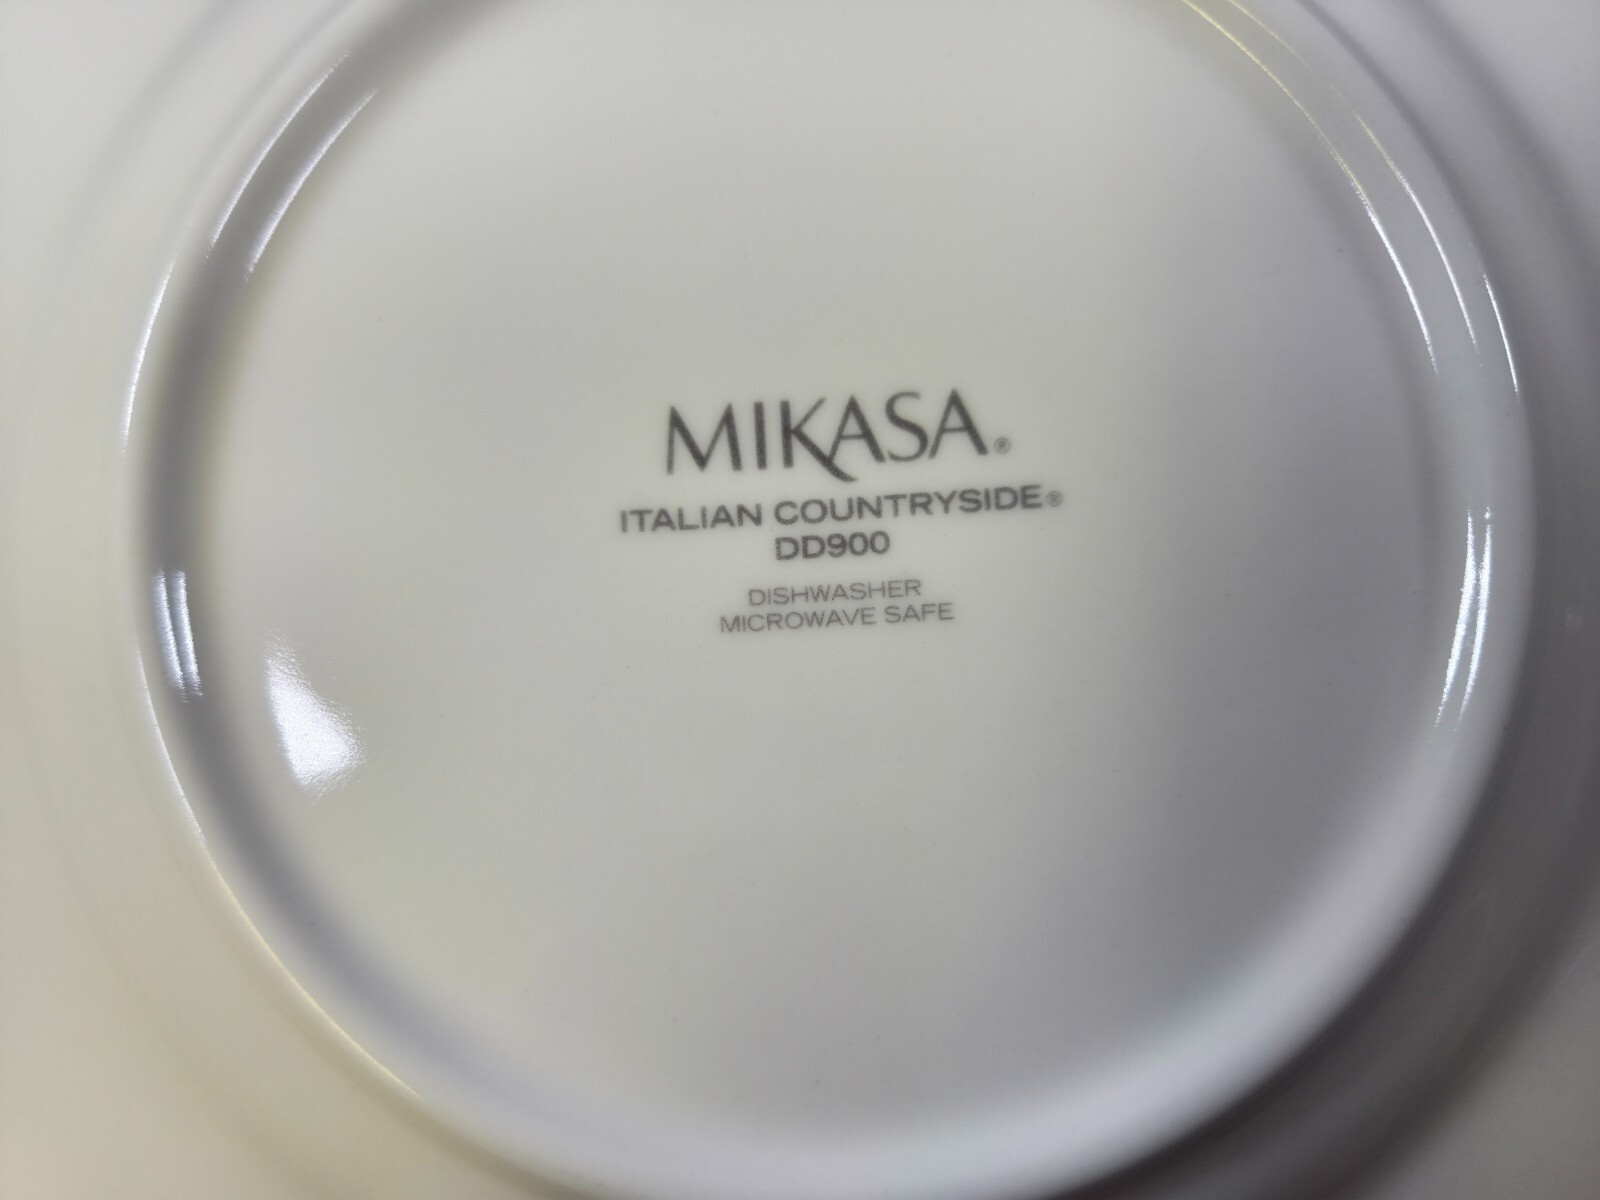 MIKASA®
ITALIAN COUNTRYSIDE®
DD900
DISHWASHER
MICROWAVE SAFE